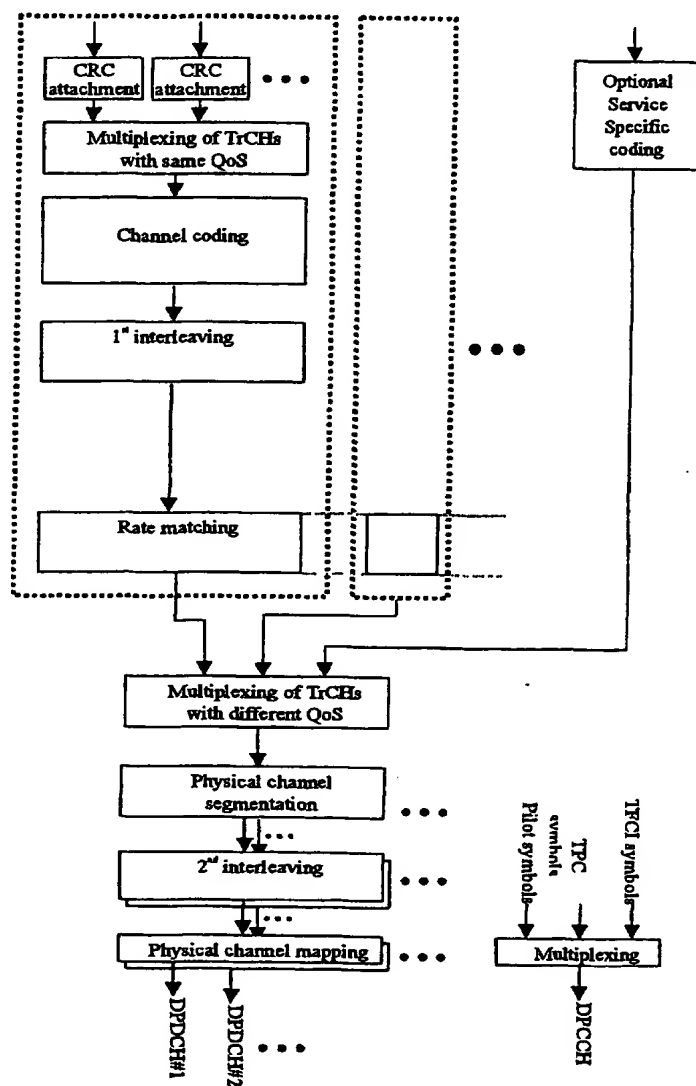 CRC
attachment
CRC
attachment
Optional
Service
Specific
coding
Multiplexing of TrCHs
with same QoS
Channel coding
1st interleaving
Rate matching
Multiplexing of TrCHs
with different QoS
Physical channel
segmentation
2nd interleaving
Physical channel mapping
Pilot symbols
TPC
symbols
TFCI symbols
Multiplexing
DPDCH#1
DPDCH#2
DPCCH